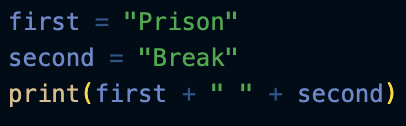 first = "Prison"
second = "Break"
print(first + " " + second)